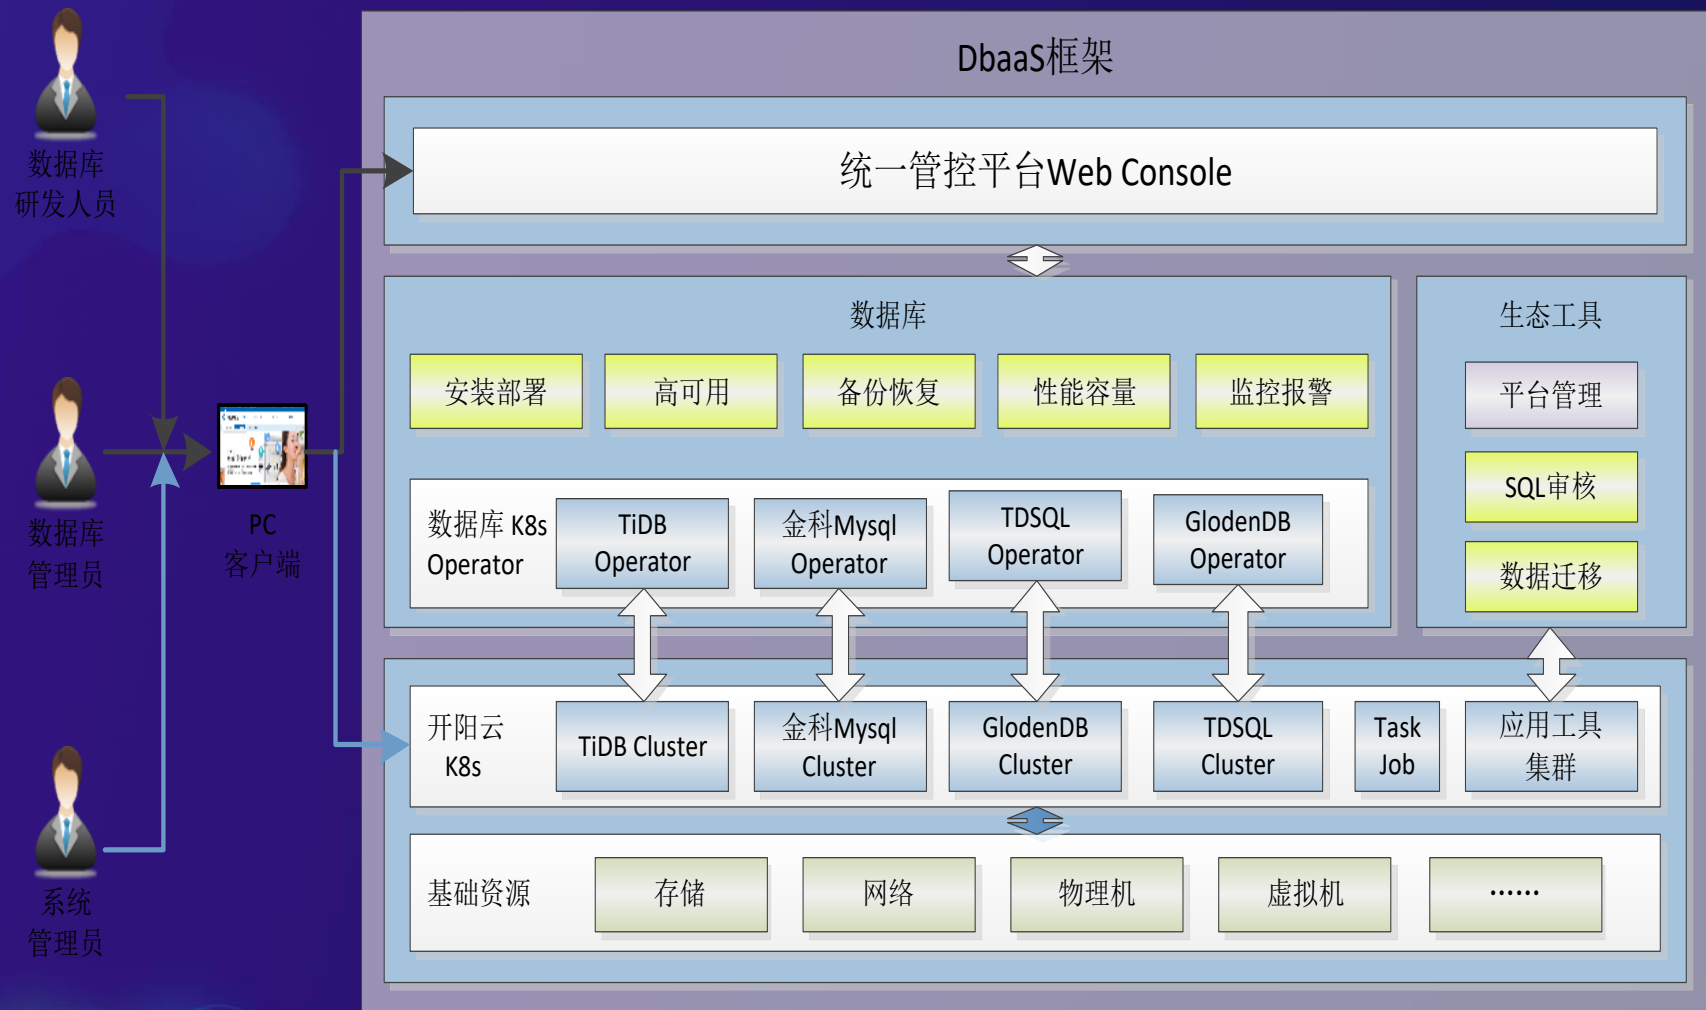 DbaaS框架
数据库
研发人员
统一管控平台Web Console
数据库
生态工具
安装部署
高可用
备份恢复
性能容量
监控报警
平台管理
SQL审核
数据迁移
数据库 K8s
Operator
TiDB
Operator
金科Mysql
Operator
TDSQL
Operator
GlodenDB
Operator
PC
客户端
数据库
管理员
开阳云
K8s
TiDB Cluster
金科Mysql
Cluster
GlodenDB
Cluster
TDSQL
Cluster
Task
Job
应用工具
集群
基础资源
存储
网络
物理机
虚拟机
······
系统
管理员